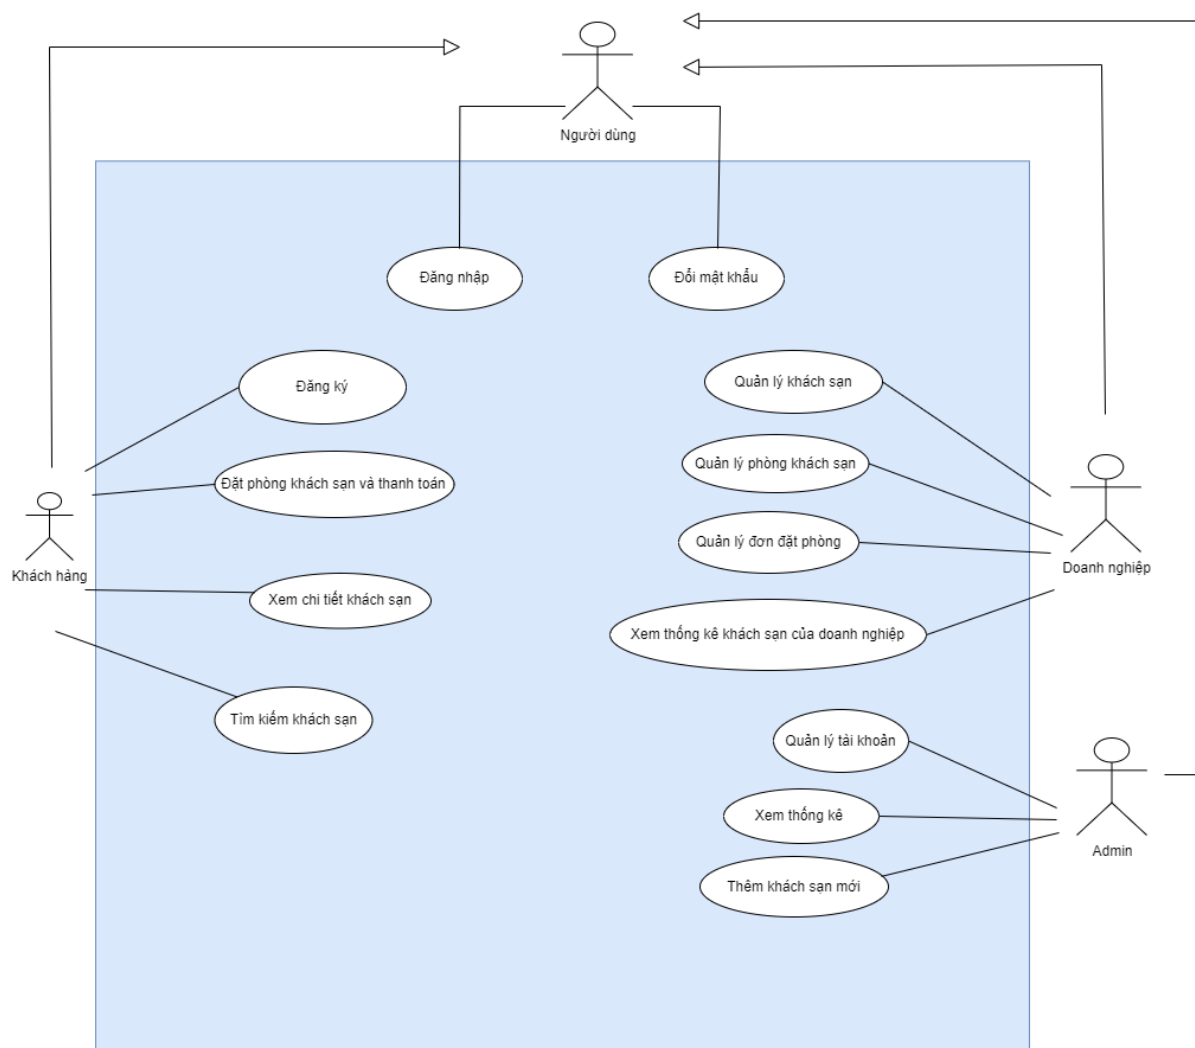 Người dùng
Đăng nhập
Đổi mật khẩu
Đăng ký
Quản lý khách sạn
Đặt phòng khách sạn và thanh toán
Quản lý phòng khách sạn
Quản lý đơn đặt phòng
Khách hàng
Doanh nghiệp
Xem chi tiết khách sạn
Xem thống kê khách sạn của doanh nghiệp
Tìm kiếm khách sạn
Quản lý tài khoản
Xem thống kê
Admin
Thêm khách sạn mới